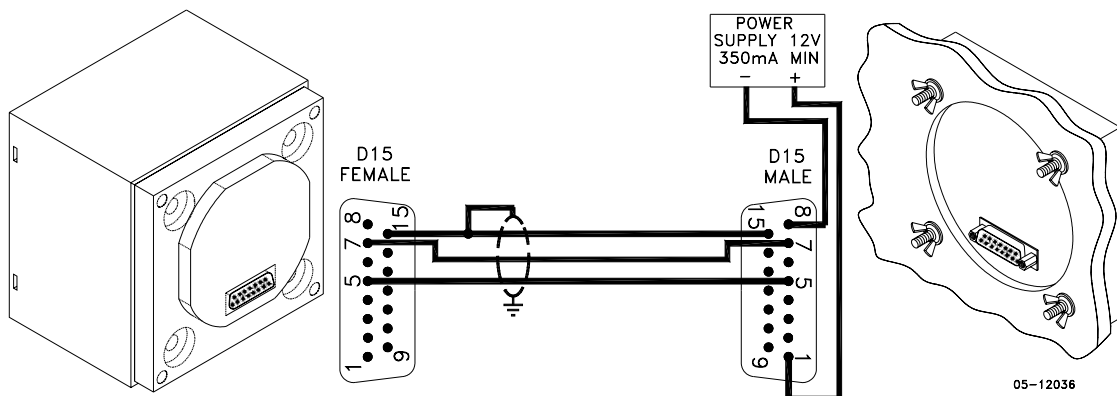 POWER
SUPPLY 12V
350mA MIN
− +
D15
FEMALE
D15
MALE
8 15
7
5
1 9
15 8
7
5
9 1
05-12036